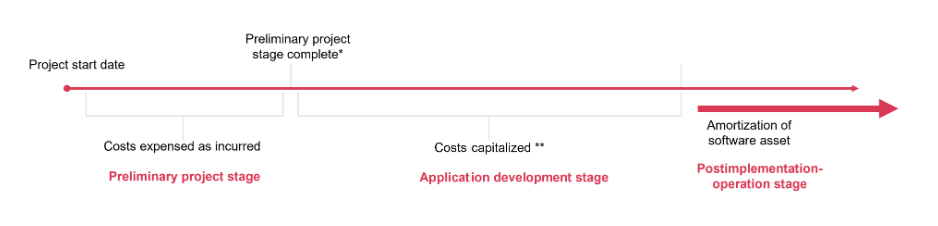 Preliminary project
stage complete*
Project start date
Costs expensed as incurred
Preliminary project stage
Costs capitalized **
Application development stage
Amortization of
software asset
Postimplementation-
operation stage